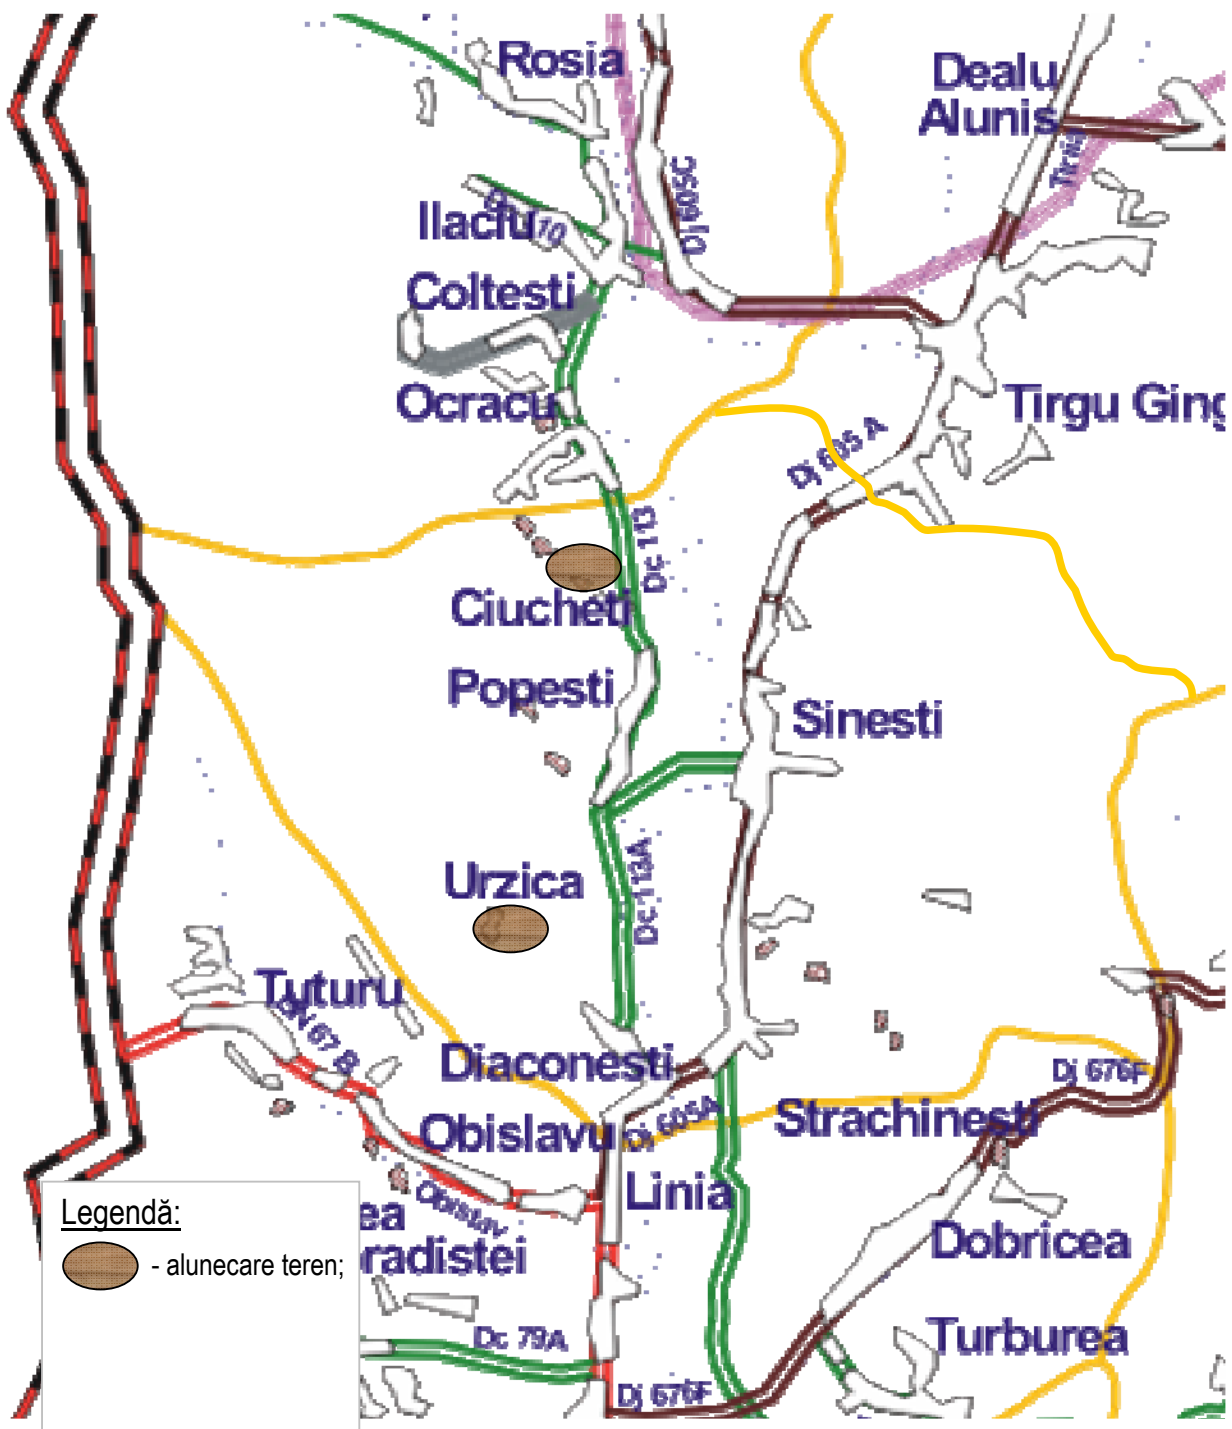 Rosia
Dealu
Alunis
Tirnia
Dj 605C
Ilaciu
Coltesti
Ocracu
Tirgu Ging
Dj 605 A
Dc 113
Ciucheti
Popesti
Sinesti
Urzica
Dc 113A
Tuturu
DN 67 B
Diaconesti
Dj 676F
Dj 605A
Strachinesti
Obislavu
Obislav
Linia
Legendă:
ea
radistei
- alunecare teren;
Dobricea
Turburea
Dc 79A
Dj 676F